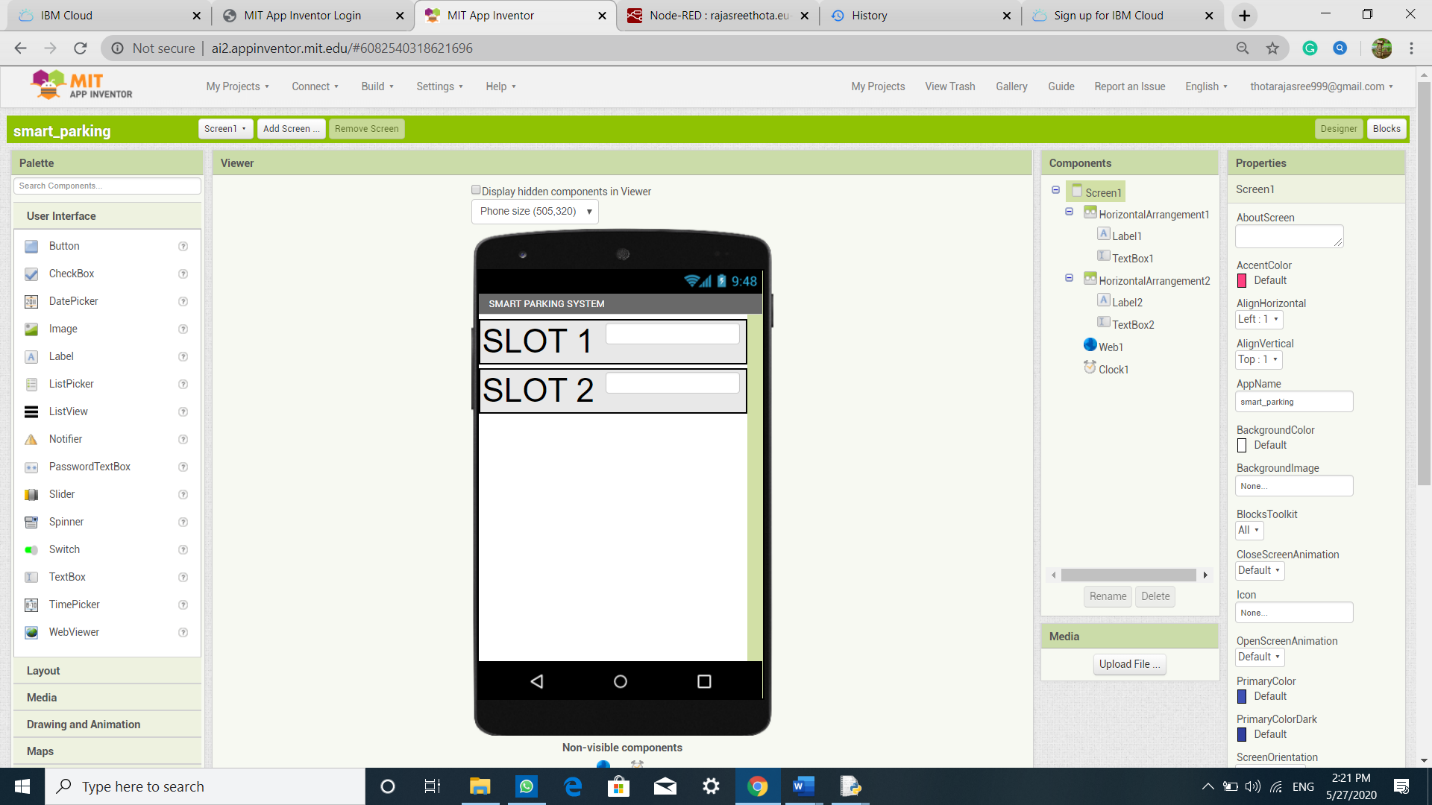 IBM Cloud
MIT App Inventor Login
MIT App Inventor
Node-RED : rajasreethota.eu
History
Sign up for IBM Cloud
Not secure | ai2.appinventor.mit.edu/#6082540318621696
MIT
APP INVENTOR
My Projects
Connect
Build
Settings
Help
My Projects
View Trash
Gallery
Guide
Report an Issue
English
thotarajasree999@gmail.com
smart_parking
Screen1
Add Screen ...
Remove Screen
Designer
Blocks
Palette
Search Components...
User Interface
Button
CheckBox
DatePicker
Image
Label
ListPicker
ListView
Notifier
PasswordTextBox
Slider
Spinner
Switch
TextBox
TimePicker
WebViewer
Layout
Media
Drawing and Animation
Maps
Viewer
Display hidden components in Viewer
Phone size (505,320)
9:48
SMART PARKING SYSTEM
SLOT 1
SLOT 2
Non-visible components
Components
Screen1
HorizontalArrangement1
Label1
TextBox1
HorizontalArrangement2
Label2
TextBox2
Web1
Clock1
Rename
Delete
Media
Upload File ...
Properties
Screen1
AboutScreen
AccentColor
Default
AlignHorizontal
Left : 1
AlignVertical
Top : 1
AppName
smart_parking
BackgroundColor
Default
BackgroundImage
None...
BlocksToolkit
All
CloseScreenAnimation
Default
Icon
None...
OpenScreenAnimation
Default
PrimaryColor
Default
PrimaryColorDark
Default
ScreenOrientation
Type here to search
ENG
2:21 PM
5/27/2020